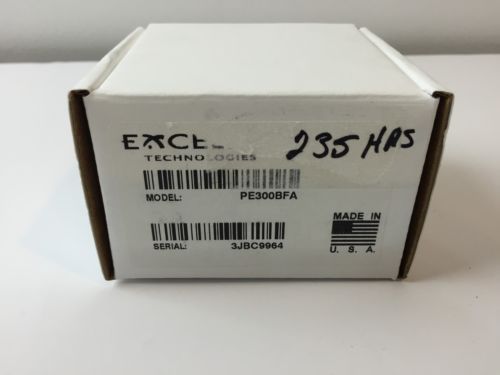 235 HRS
TECHNOLOGIES
MODEL: PE300BFA
SERIAL: 3JBC9964
MADE IN
U. S. A.